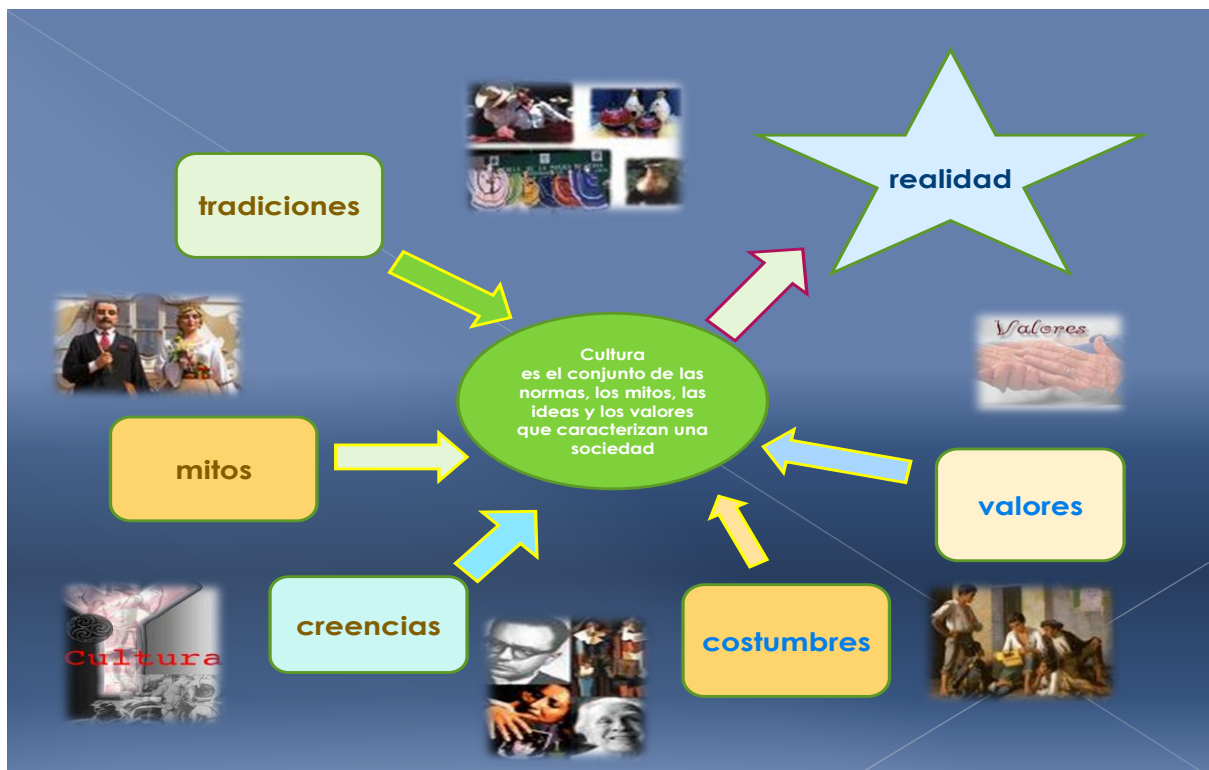 tradiciones
realidad
Cultura
es el conjunto de las
normas, los mitos, las
ideas y los valores
que caracterizan una
sociedad
Valores
mitos
valores
creencias
costumbres
Cultura